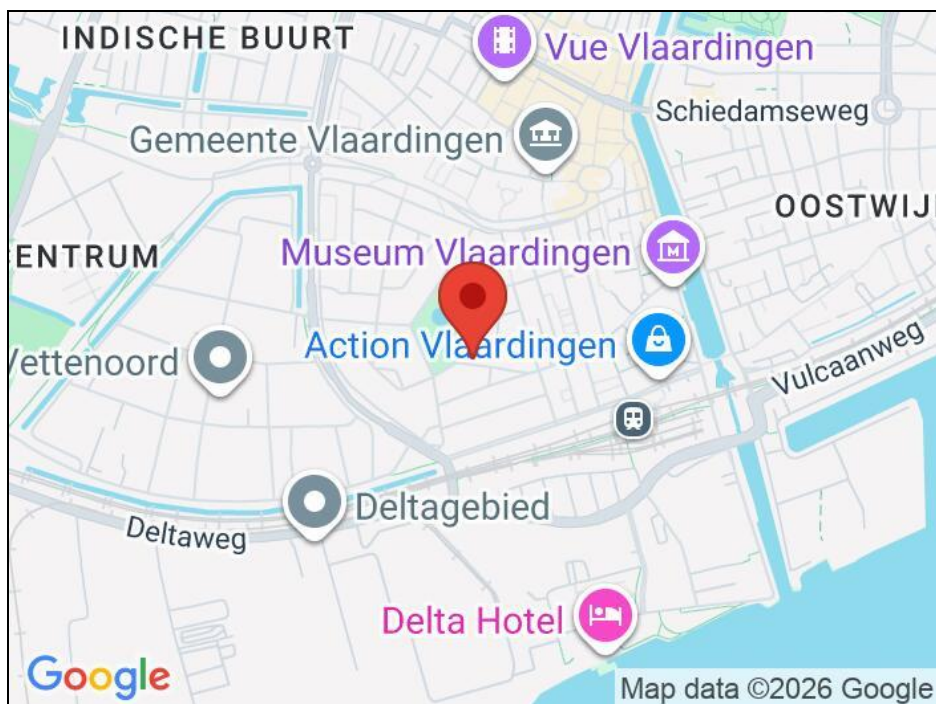 INDISCHE BUURT
Vue Vlaardingen
Schiedamseweg
Gemeente Vlaardingen
OOSTWIJ
ENTRUM
Museum Vlaardingen
Action Vlaardingen
Vettenoord
Vulcaanweg
Deltagebied
Deltaweg
Delta Hotel
Google
Map data ©2026 Google